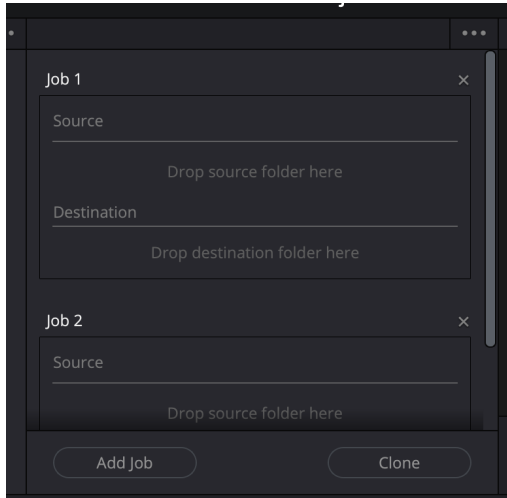 Job 1
Source
Drop source folder here
Destination
Drop destination folder here
Job 2
Source
Drop source folder here
Add Job Clone